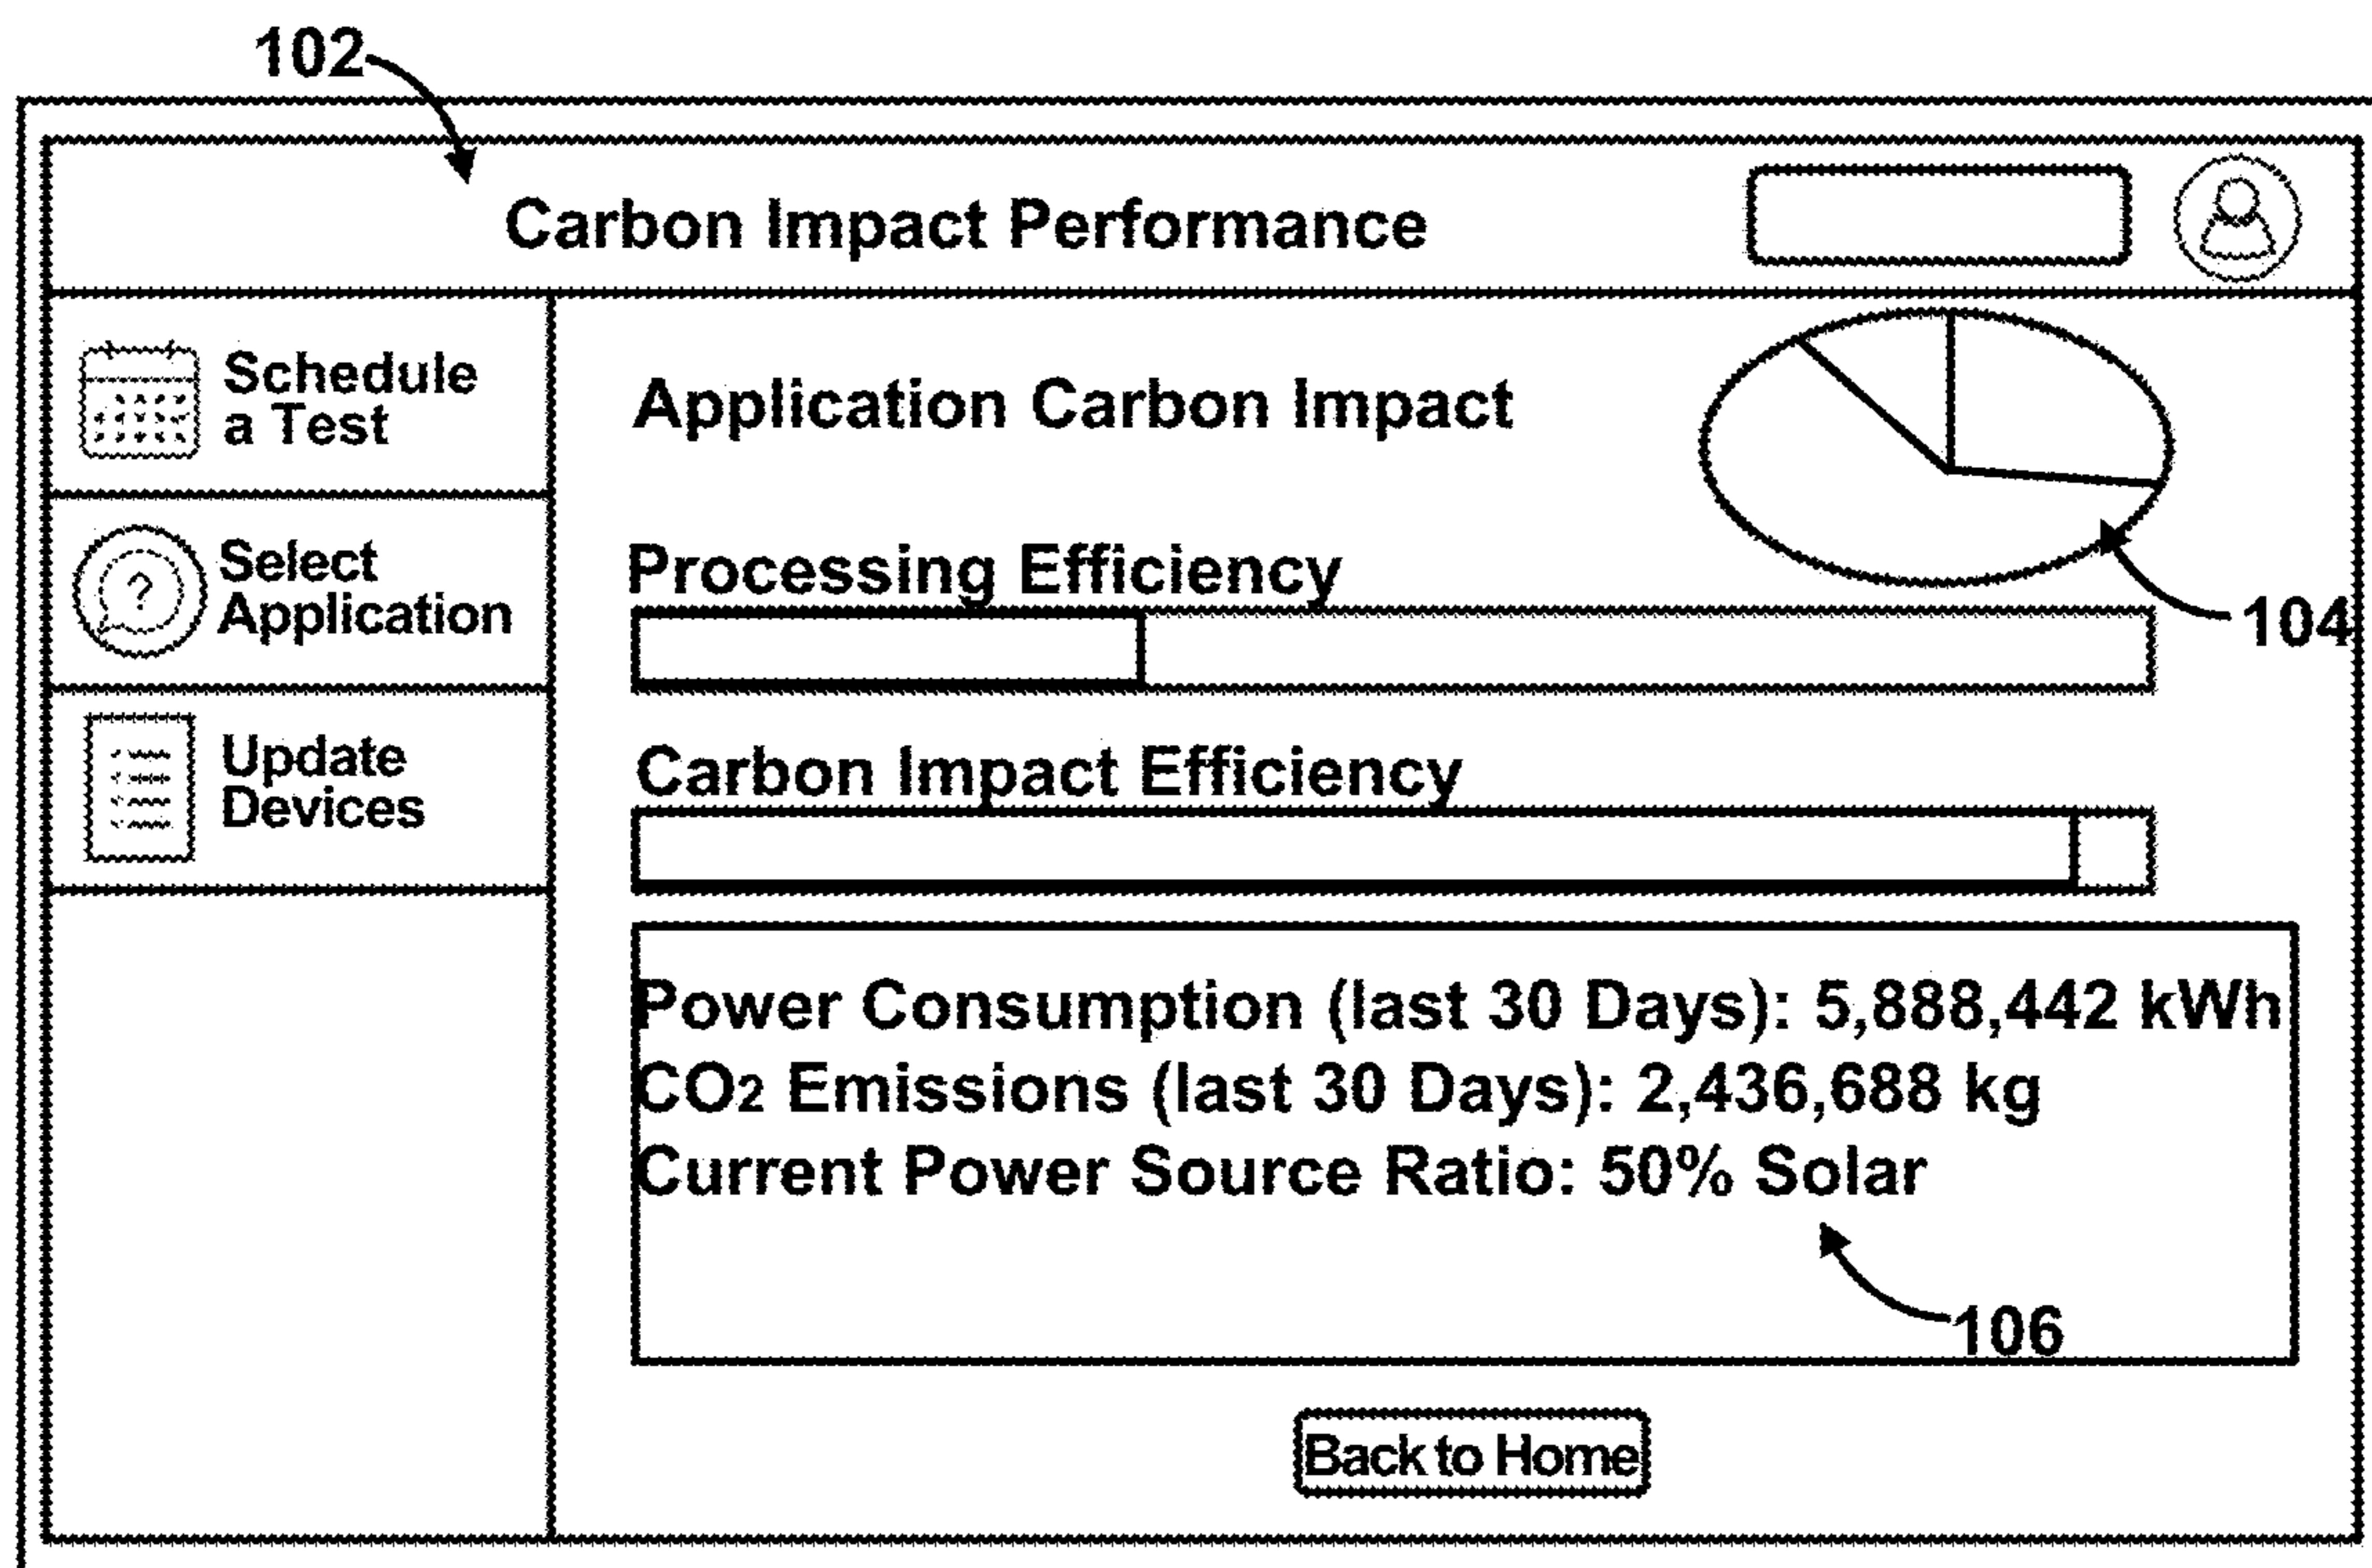 102
Carbon Impact Performance
Schedule
a Test
Select
Application
Update
Devices
Application Carbon Impact
104
Processing Efficiency
Carbon Impact Efficiency
Power Consumption (last 30 Days): 5,888,442 kWh
CO2 Emissions (last 30 Days): 2,436,688 kg
Current Power Source Ratio: 50% Solar
106
Back to Home
?